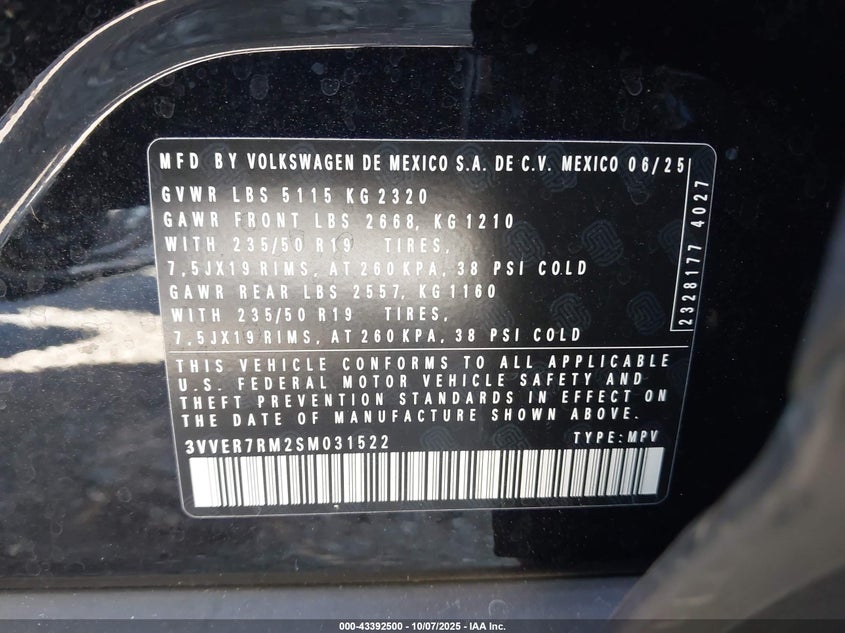 MFD BY VOLKSWAGEN DE MEXICO S.A. DE C.V. MEXICO 06/25
GVWR LBS 5115 KG 2320
GAWR FRONT LBS 2668, KG 1210
WITH 235/50 R19 TIRES,
7,5JX19 RIMS, AT 260 KPA, 38 PSI COLD
GAWR REAR LBS 2557, KG 1160
WITH 235/50 R19 TIRES,
7,5JX19 RIMS, AT 260 KPA, 38 PSI COLD
2328177 4027
THIS VEHICLE CONFORMS TO ALL APPLICABLE
U.S. FEDERAL MOTOR VEHICLE SAFETY AND
THEFT PREVENTION STANDARDS IN EFFECT ON
THE DATE OF MANUFACTURE SHOWN ABOVE.
3VVER7RM2SM031522 TYPE: MPV
000-43392500 - 10/07/2025 - IAA Inc.